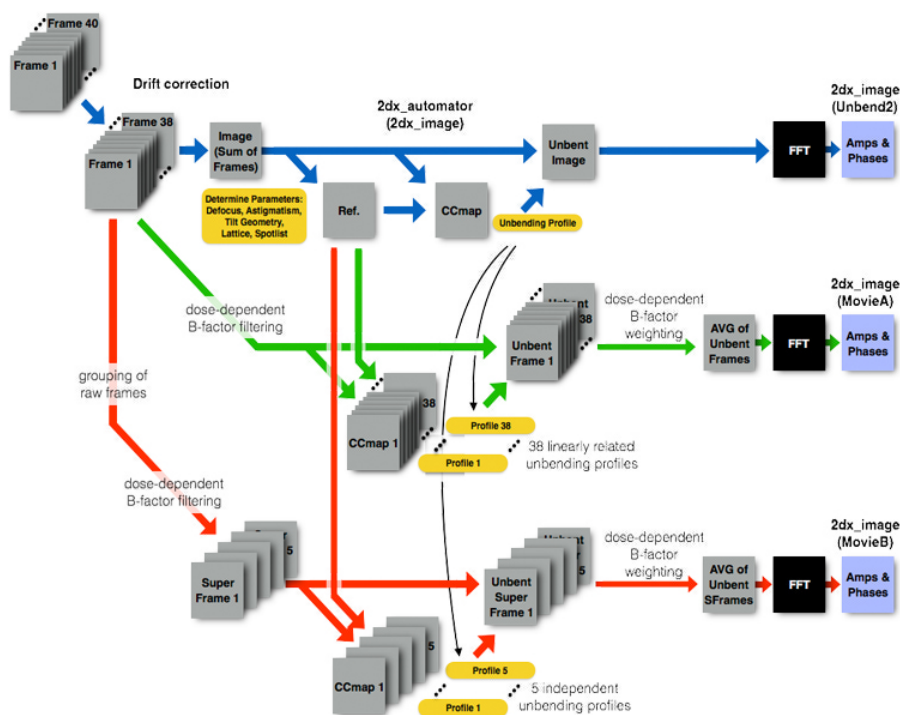 Frame 40
Frame 1
Drift correction
Frame 38
Frame 1
2dx_automator
(2dx_image)
2dx_image
(Unbend2)
Image
(Sum of
Frames)
Unbent
Image
FFT
Amps &
Phases
Determine Parameters:
Defocus, Astigmatism,
Tilt Geometry,
Lattice, Spotlist
Ref.
CCmap
Unbending Profile
dose-dependent
B-factor filtering
Unbent
38
Unbent
Frame 1
dose-dependent
B-factor
weighting
2dx_image
(MovieA)
AVG of
Unbent
Frames
FFT
Amps &
Phases
grouping of
raw frames
38
CCmap 1
Profile 38
Profile 1
38 linearly related
unbending profiles
dose-dependent
B-factor filtering
5
Super
Frame 1
5
Unbent
Super
Frame 1
dose-dependent
B-factor
weighting
2dx_image
(MovieB)
AVG of
Unbent
SFrames
FFT
Amps &
Phases
5
CCmap 1
Profile 5
Profile 1
5 independent
unbending profiles